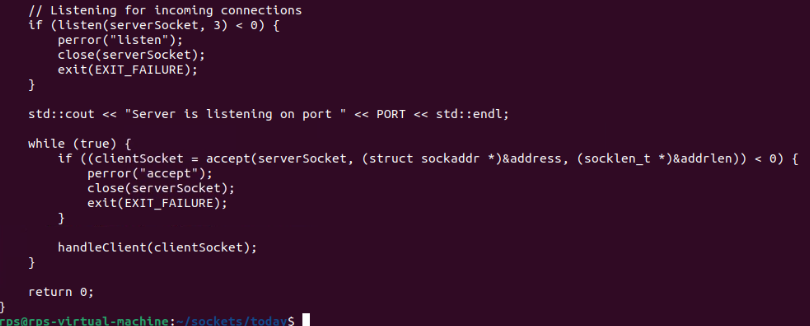 // Listening for incoming connections
    if (listen(serverSocket, 3) < 0) {
        perror("listen");
        close(serverSocket);
        exit(EXIT_FAILURE);
    }

    std::cout << "Server is listening on port " << PORT << std::endl;

    while (true) {
        if ((clientSocket = accept(serverSocket, (struct sockaddr *)&address, (socklen_t *)&addrlen)) < 0) {
            perror("accept");
            close(serverSocket);
            exit(EXIT_FAILURE);
        }

        handleClient(clientSocket);
    }

    return 0;
}
rps@rps-virtual-machine:~/sockets/today$